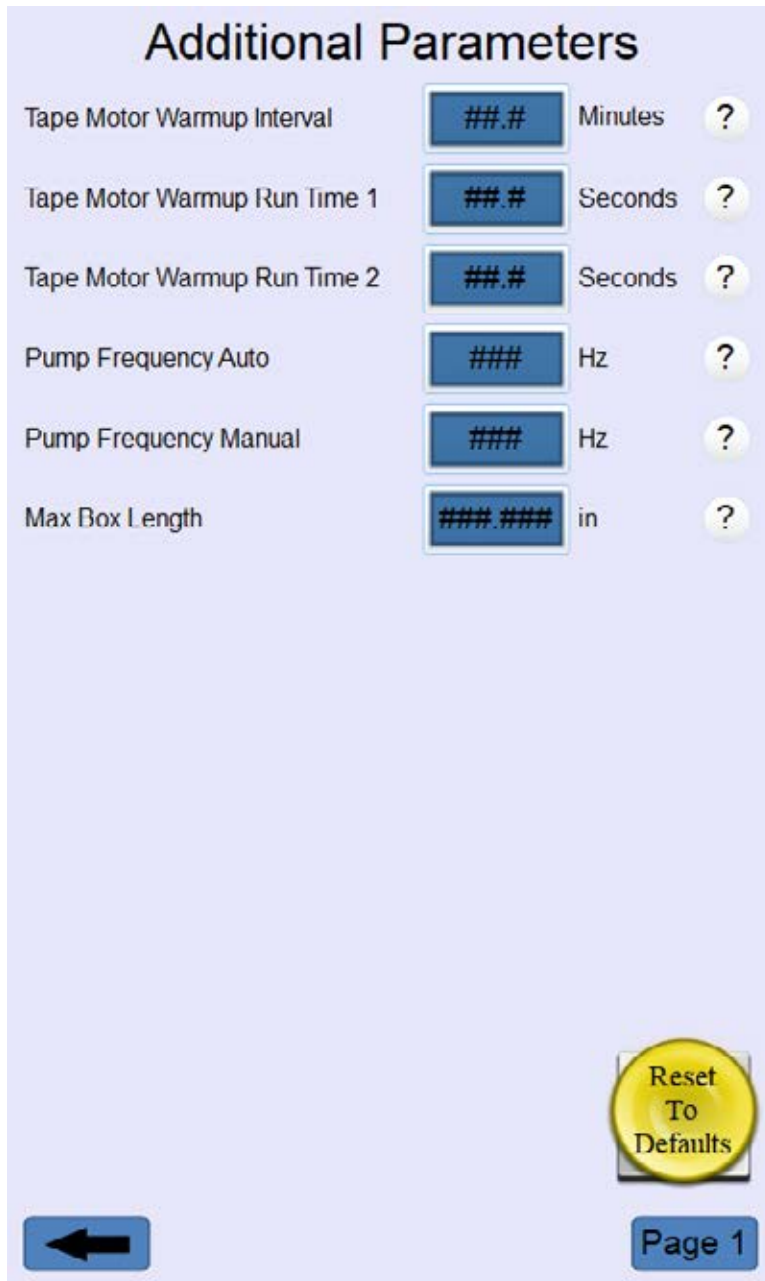 Additional Parameters
Tape Motor Warmup Interval ##.# Minutes ?
Tape Motor Warmup Run Time 1 ##.# Seconds ?
Tape Motor Warmup Run Time 2 ##.# Seconds ?
Pump Frequency Auto ### Hz ?
Pump Frequency Manual ### Hz ?
Max Box Length ###.### in ?
Reset
To
Defaults
Page 1